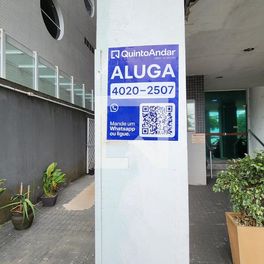 QuintoAndar
ALUGA
4020-2507
Mande um
Whatsapp
ou ligue.